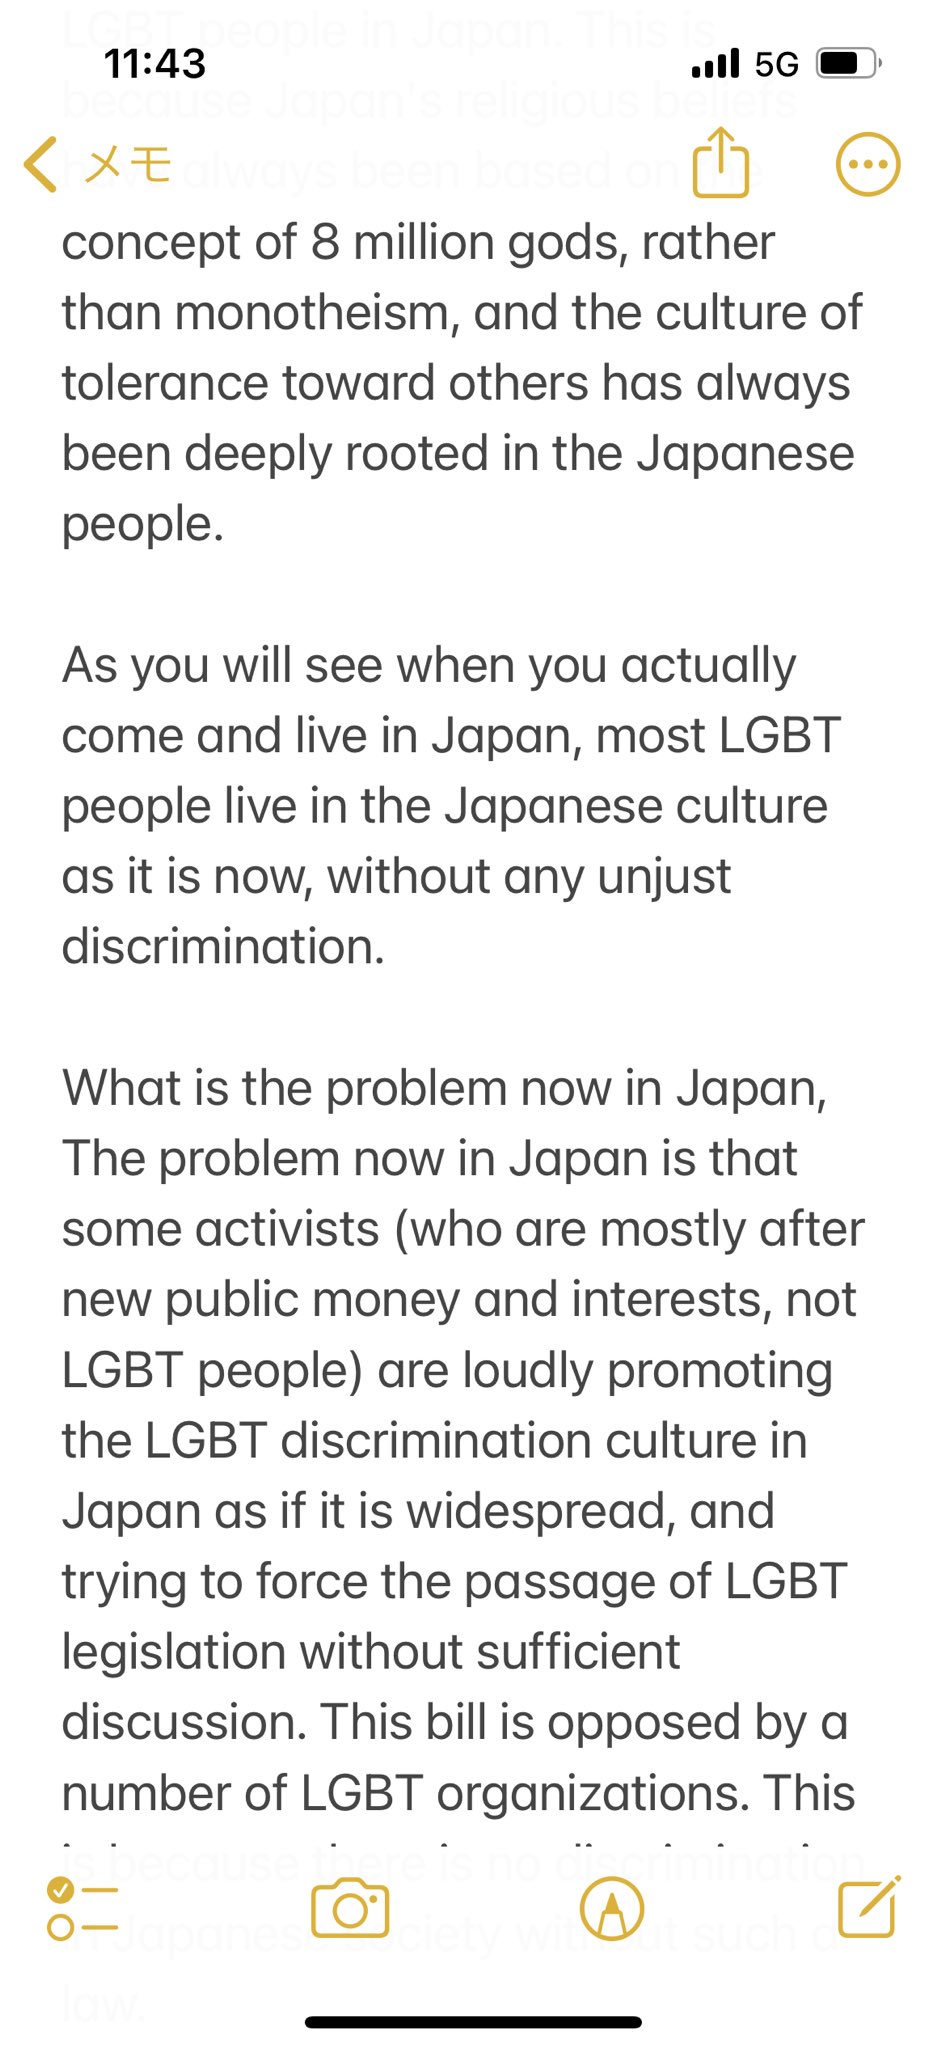 LGBT people in Japan. This is
11:43
5G
because Japan's religious beliefs
メモ
have always been based on the
concept of 8 million gods, rather
than monotheism, and the culture of
tolerance toward others has always
been deeply rooted in the Japanese
people.
As you will see when you actually
come and live in Japan, most LGBT
people live in the Japanese culture
as it is now, without any unjust
discrimination.
What is the problem now in Japan,
The problem now in Japan is that
some activists (who are mostly after
new public money and interests, not
LGBT people) are loudly promoting
the LGBT discrimination culture in
Japan as if it is widespread, and
trying to force the passage of LGBT
legislation without sufficient
discussion. This bill is opposed by a
number of LGBT organizations. This
is because there is no discrimination
in Japanese society without such a
law.